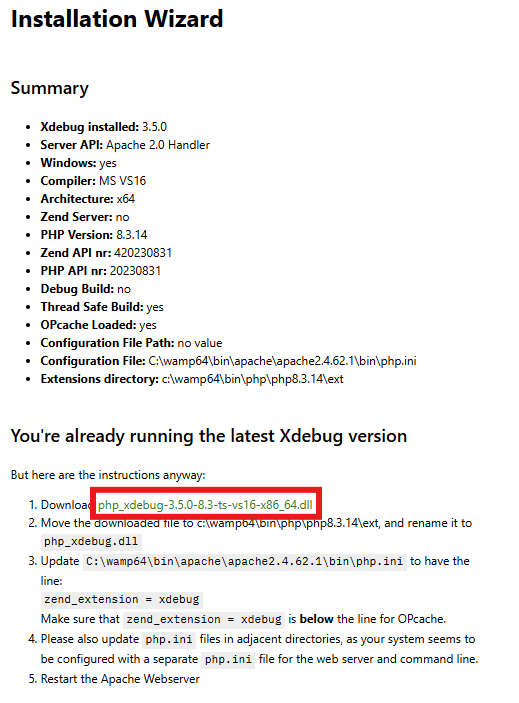 Installation Wizard
Summary
Xdebug installed: 3.5.0
Server API: Apache 2.0 Handler
Windows: yes
Compiler: MS VS16
Architecture: x64
Zend Server: no
PHP Version: 8.3.14
Zend API nr: 420230831
PHP API nr: 20230831
Debug Build: no
Thread Safe Build: yes
OPcache Loaded: yes
Configuration File Path: no value
Configuration File: C:\wamp64\bin\apache\apache2.4.62.1\bin\php.ini
Extensions directory: c:\wamp64\bin\php\php8.3.14\ext
You're already running the latest Xdebug version
But here are the instructions anyway:
1. Download php_xdebug-3.5.0-8.3-ts-vs16-x86_64.dll
2. Move the downloaded file to c:\wamp64\bin\php\php8.3.14\ext, and rename it to
php_xdebug.dll
3. Update C:\wamp64\bin\apache\apache2.4.62.1\bin\php.ini to have the
line:
zend_extension = xdebug
Make sure that zend_extension = xdebug is below the line for OPcache.
4. Please also update php.ini files in adjacent directories, as your system seems to
be configured with a separate php.ini file for the web server and command line.
5. Restart the Apache Webserver